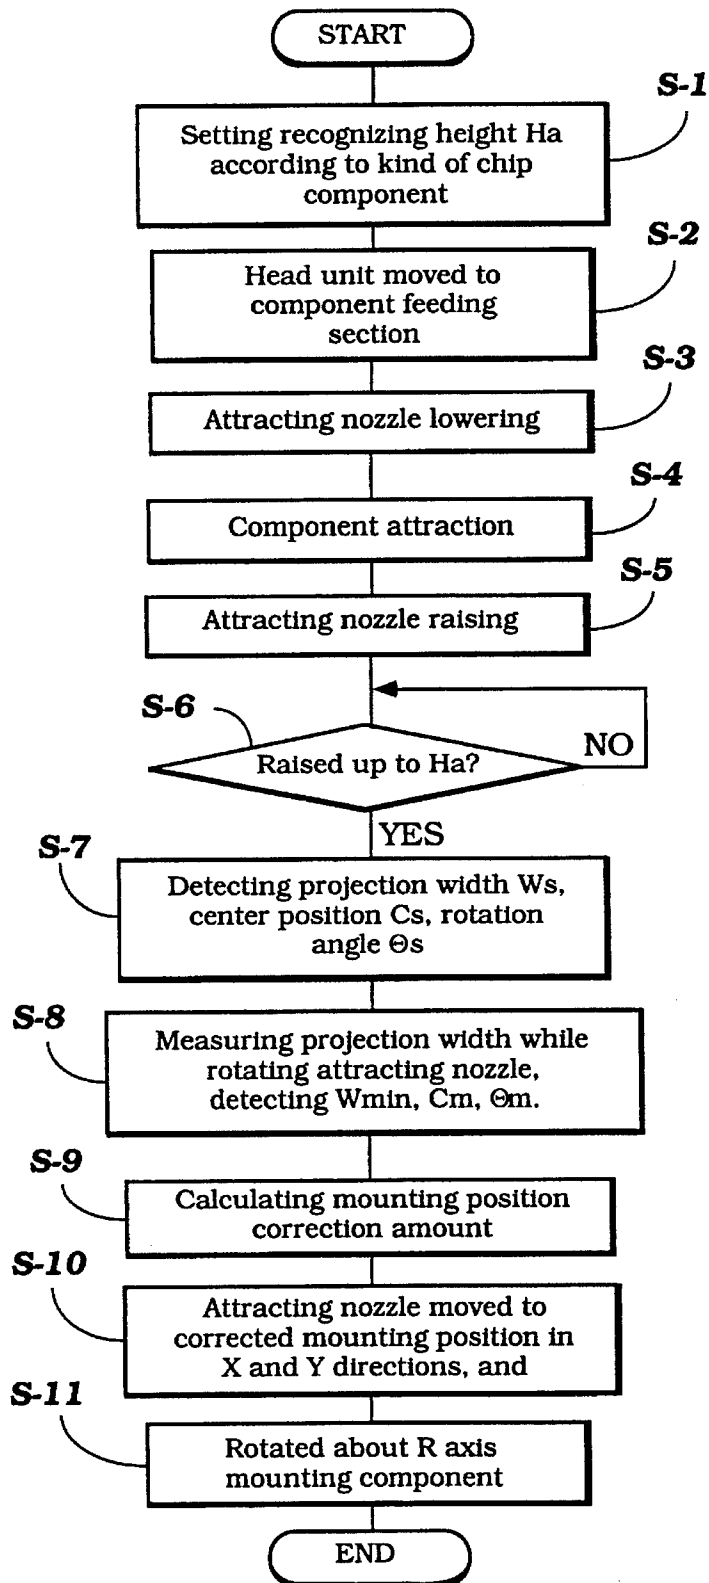 START
S-1
Setting recognizing height Ha
according to kind of chip
component
S-2
Head unit moved to
component feeding
section
S-3
Attracting nozzle lowering
S-4
Component attraction
S-5
Attracting nozzle raising
S-6
Raised up to Ha?
NO
YES
S-7
Detecting projection width Ws,
center position Cs, rotation
angle Θs
S-8
Measuring projection width while
rotating attracting nozzle,
detecting Wmin, Cm, Θm.
S-9
Calculating mounting position
correction amount
S-10
Attracting nozzle moved to
corrected mounting position in
X and Y directions, and
S-11
Rotated about R axis
mounting component
END